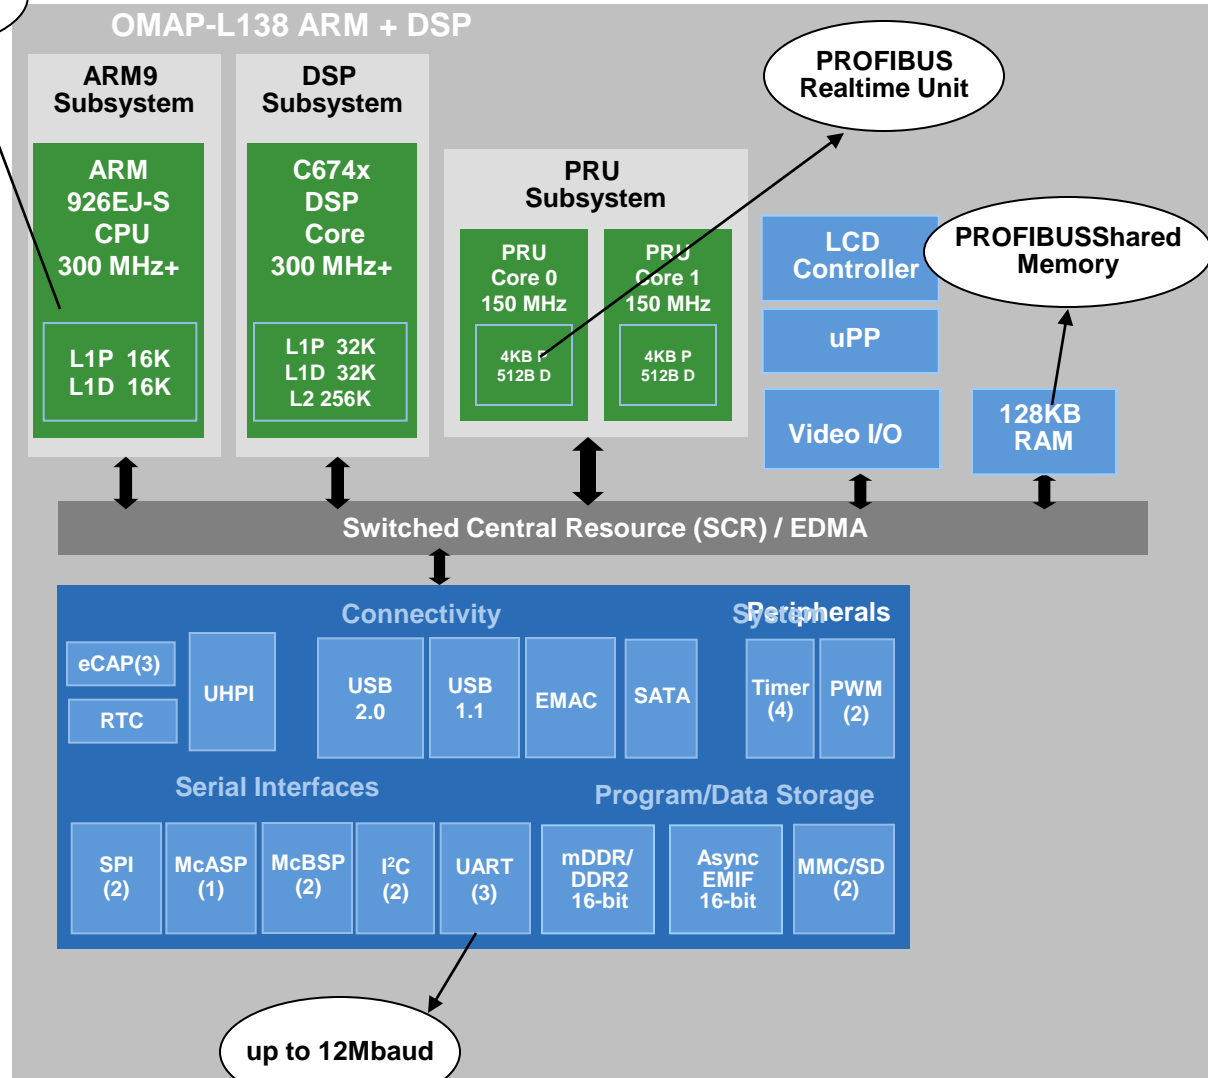 OMAP-L138 ARM + DSP
ARM9
Subsystem
ARM
926EJ-S
CPU
300 MHz+
L1P 16K
L1D 16K
DSP
Subsystem
C674x
DSP
Core
300 MHz+
L1P 32K
L1D 32K
L2 256K
PRU
Subsystem
PRU
Core 0
150 MHz
4KB P
512B D
PRU
Core 1
150 MHz
4KB P
512B D
PROFIBUS
Realtime Unit
LCD
Controller
uPP
Video I/O
PROFIBUSShared
Memory
128KB
RAM
Switched Central Resource (SCR) / EDMA
Connectivity
System
Peripherals
eCAP(3)
RTC
UHPI
USB
2.0
USB
1.1
EMAC
SATA
Timer
(4)
PWM
(2)
Serial Interfaces
Program/Data Storage
SPI
(2)
McASP
(1)
McBSP
(2)
I²C
(2)
UART
(3)
mDDR/
DDR2
16-bit
Async
EMIF
16-bit
MMC/SD
(2)
up to 12Mbaud